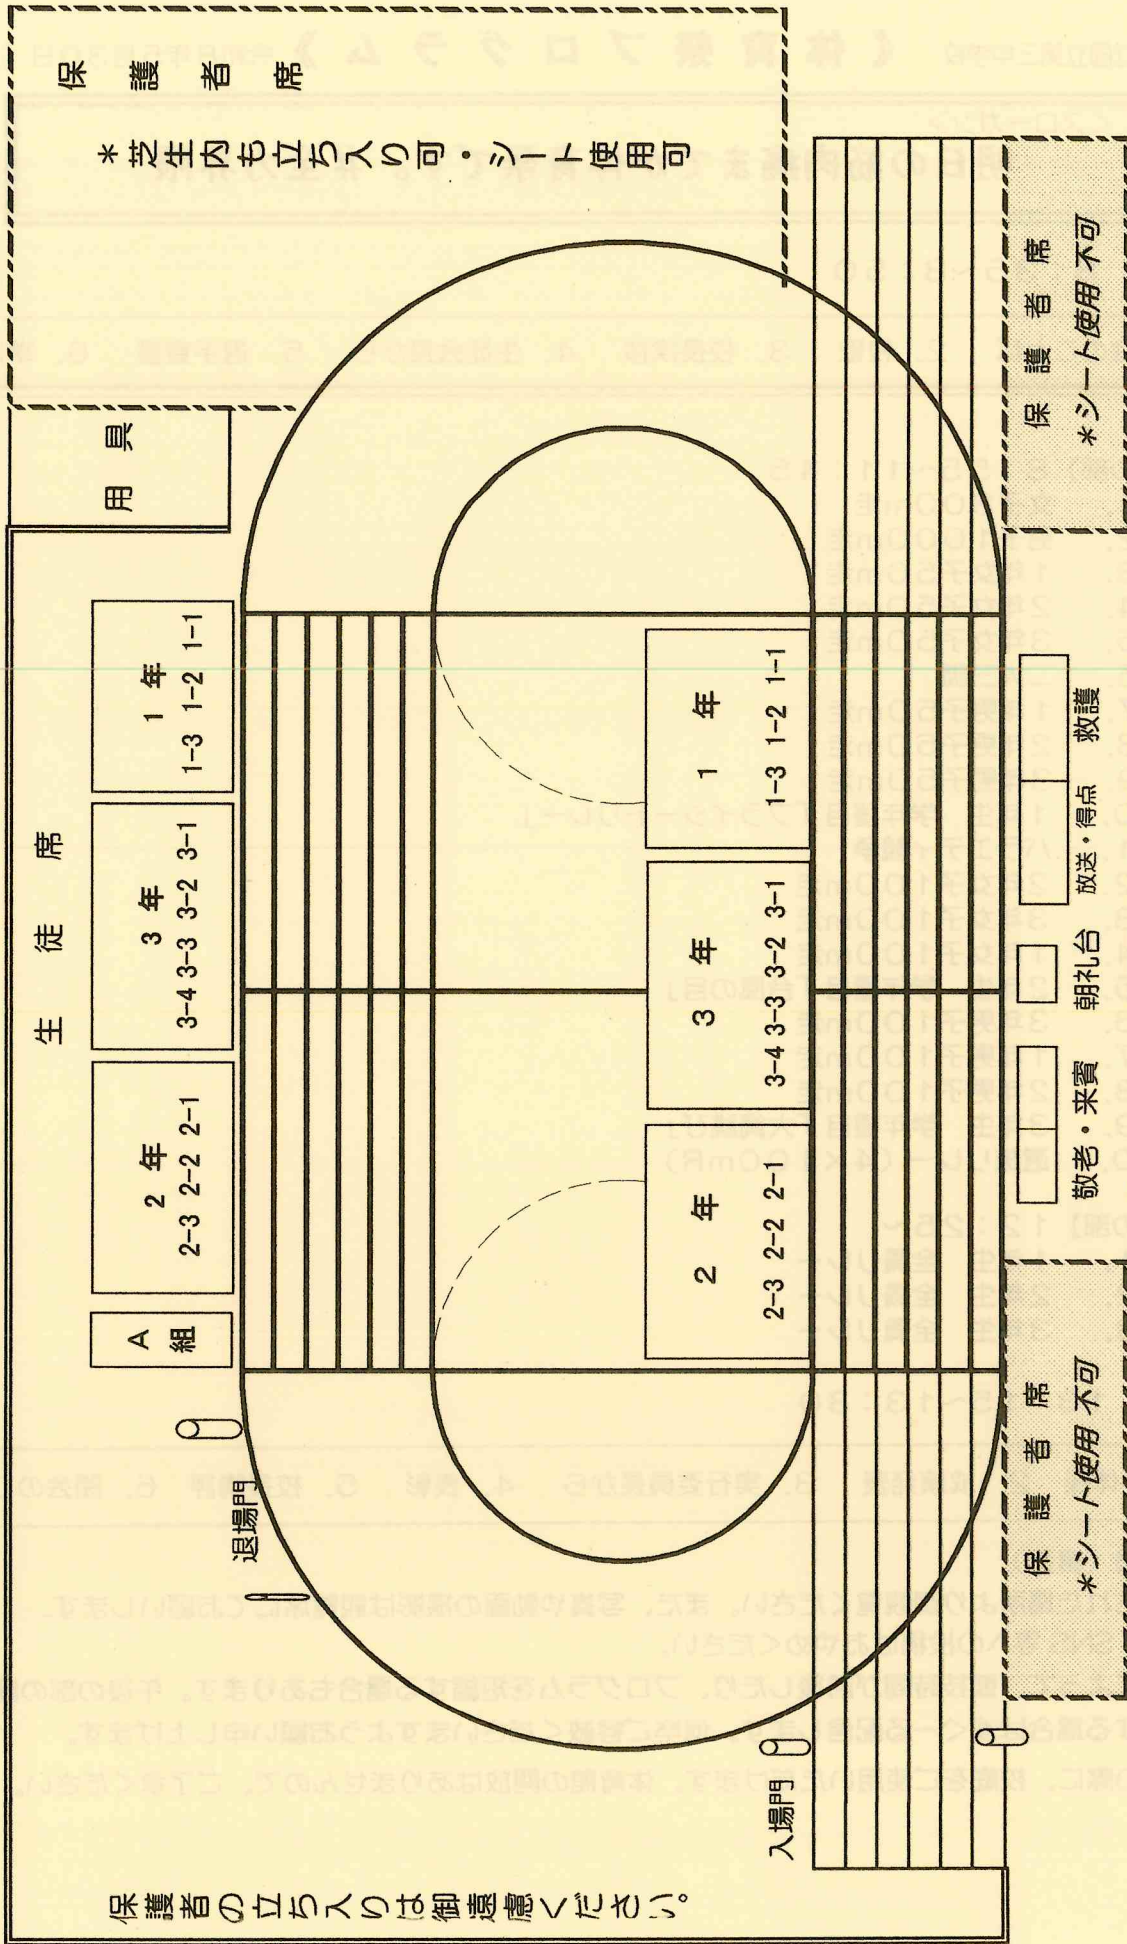 保護者席
＊芝生内も立ち入り可・シート使用可
用具
生徒席
1年
1-3 1-2 1-1
3年
3-4 3-3 3-2 3-1
2年
2-3 2-2 2-1
A組
退場門
1年
1-3 1-2 1-1
3年
3-4 3-3 3-2 3-1
2年
2-3 2-2 2-1
保護者席
＊シート使用 不可
救護
放送・得点
朝礼台
敬老・来賓
保護者席
＊シート使用 不可
入場門
保護者の立ち入りは御遠慮ください。